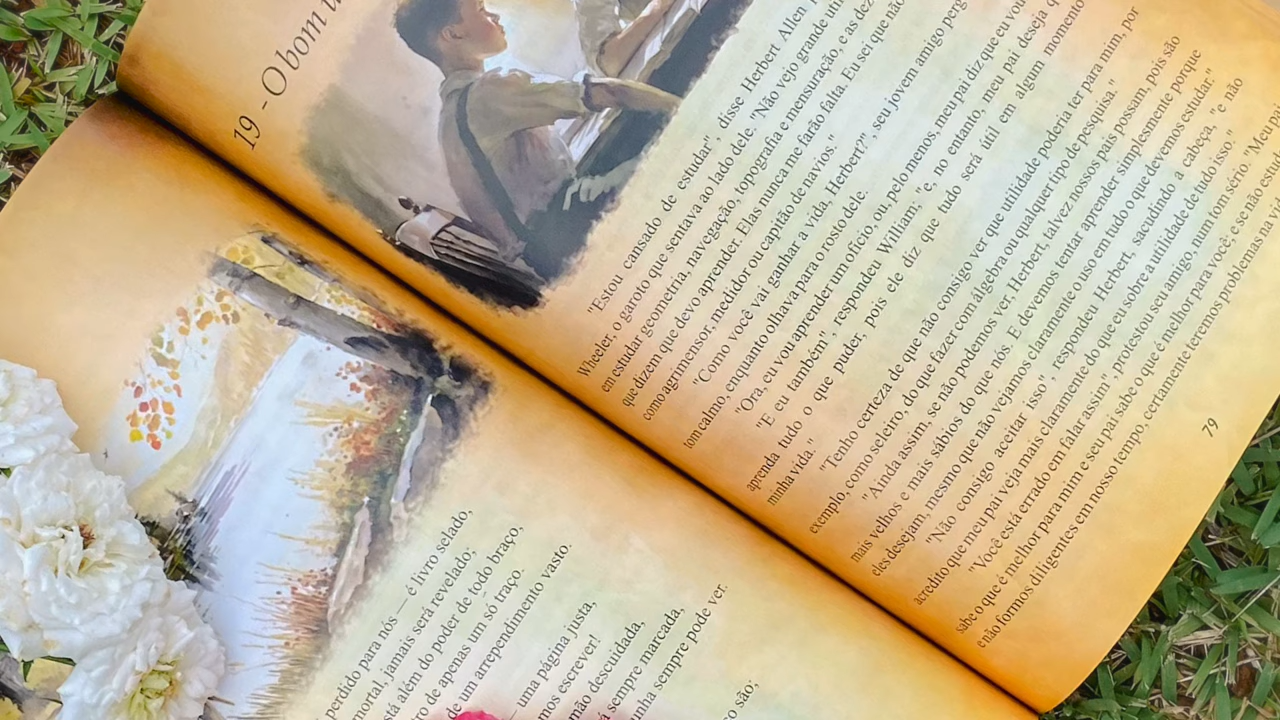 perdido para nós — é livro selado,
mortal, jamais será revelado;
stá além do poder de todo braço,
tro de apenas um só traço.
de um arrependimento vasto.
— uma página justa,
mos escrever!
mão descuidada,
á sempre marcada,
unha sempre pode ver.
o são;
19 - O bom u
"Estou cansado de estudar", disse Herbert Allen
Wheeler, o garoto que sentava ao lado dele. "Não vejo grande uti
em estudar geometria, navegação, topografia e mensuração, e as dez
que dizem que devo aprender. Elas nunca me farão falta. Eu sei que não
como agrimensor, medidor ou capitão de navios."
"Como você vai ganhar a vida, Herbert?", seu jovem amigo perg
tom calmo, enquanto olhava para o rosto dele.
"Ora, eu vou aprender um ofício, ou, pelo menos, meu pai diz que eu vou
"E eu também", respondeu William; "e, no entanto, meu pai deseja q
aprenda tudo o que puder, pois ele diz que tudo será útil em algum momento
minha vida."
"Tenho certeza de que não consigo ver que utilidade poderia ter para mim, por
exemplo, como seleiro, do que fazer com álgebra ou qualquer tipo de pesquisa."
"Ainda assim, se não podemos ver, Herbert, talvez nossos pais possam, pois são
mais velhos e mais sábios do que nós. E devemos tentar aprender simplesmente porque
eles desejam, mesmo que não vejamos claramente o uso em tudo o que devemos estudar."
"Não consigo aceitar isso", respondeu Herbert, sacudindo a cabeça, "e não
acredito que meu pai veja mais claramente do que eu sobre a utilidade de tudo isso."
"Você está errado em falar assim", protestou seu amigo, num tom sério. "Meu p
sabe o que é melhor para mim e seu pai sabe o que é melhor para você; e se não estu
e não formos diligentes em nosso tempo, certamente teremos problemas na v
79